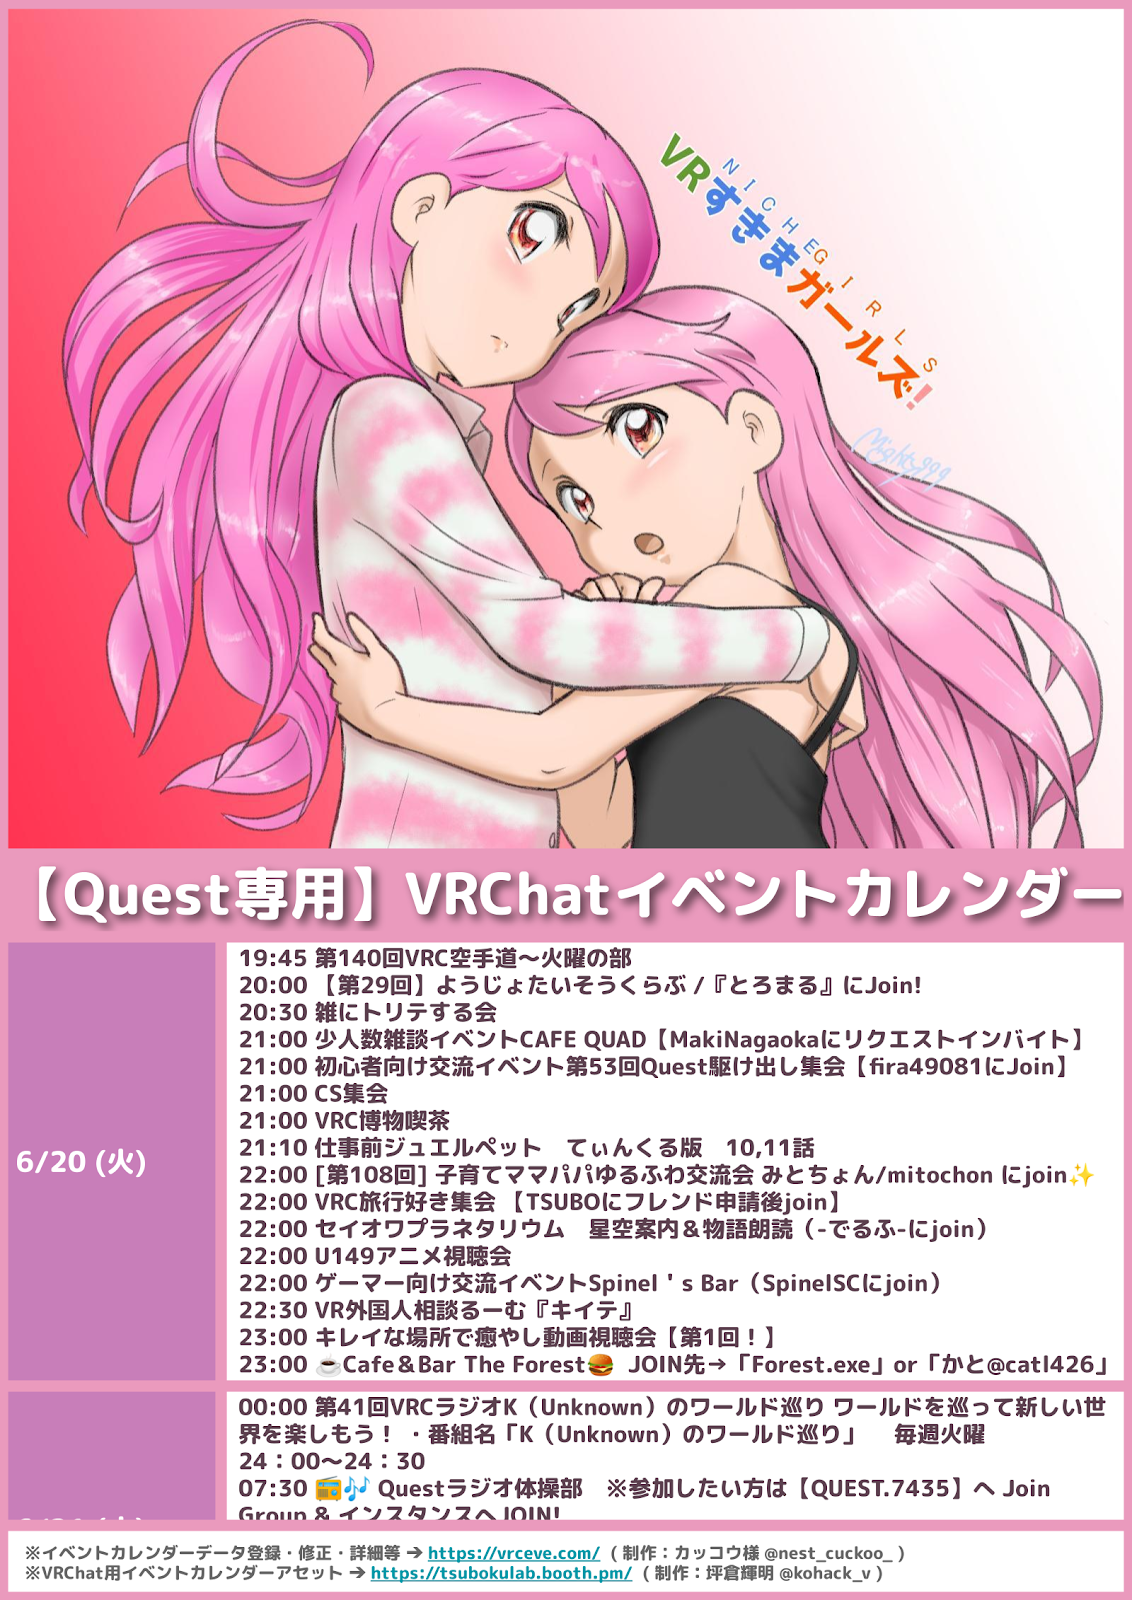 VRすきまガールズ!
NICHEGIRLS
Mighty999
【Quest専用】VRChatイベントカレンダー
6/20 (火)
19:45 第140回VRC空手道～火曜の部
20:00 【第29回】ようじょたいそうくらぶ /『とろまる』にJoin!
20:30 雑にトリテする会
21:00 少人数雑談イベントCAFE QUAD【MakiNagaokaにリクエストインバイト】
21:00 初心者向け交流イベント第53回Quest駆け出し集会【fira49081にJoin】
21:00 CS集会
21:00 VRC博物喫茶
21:10 仕事前ジュエルペット　てぃんくる版　10,11話
22:00 [第108回] 子育てママパパゆるふわ交流会 みとちょん/mitochon にjoin✨
22:00 VRC旅行好き集会 【TSUBOにフレンド申請後join】
22:00 セイオワプラネタリウム　星空案内＆物語朗読（-でるふ-にjoin）
22:00 U149アニメ視聴会
22:00 ゲーマー向け交流イベントSpinel＇s Bar（SpinelSCにjoin）
22:30 VR外国人相談るーむ『キイテ』
23:00 キレイな場所で癒やし動画視聴会【第1回！】
23:00 ☕Cafe＆Bar The Forest🍔 JOIN先→「Forest.exe」or「かと@catl426」
00:00 第41回VRCラジオK（Unknown）のワールド巡り ワールドを巡って新しい世
界を楽しもう！ ・番組名「K（Unknown）のワールド巡り」　毎週火曜
24：00～24：30
07:30 📻🎶 Questラジオ体操部　※参加したい方は【QUEST.7435】へ Join
Group & インスタンスへJOIN!
※イベントカレンダーデータ登録・修正・詳細等 ➔ https://vrceve.com/ ( 制作：カッコウ様 @nest_cuckoo_ )
※VRChat用イベントカレンダーアセット ➔ https://tsubokulab.booth.pm/ ( 制作：坪倉輝明 @kohack_v )